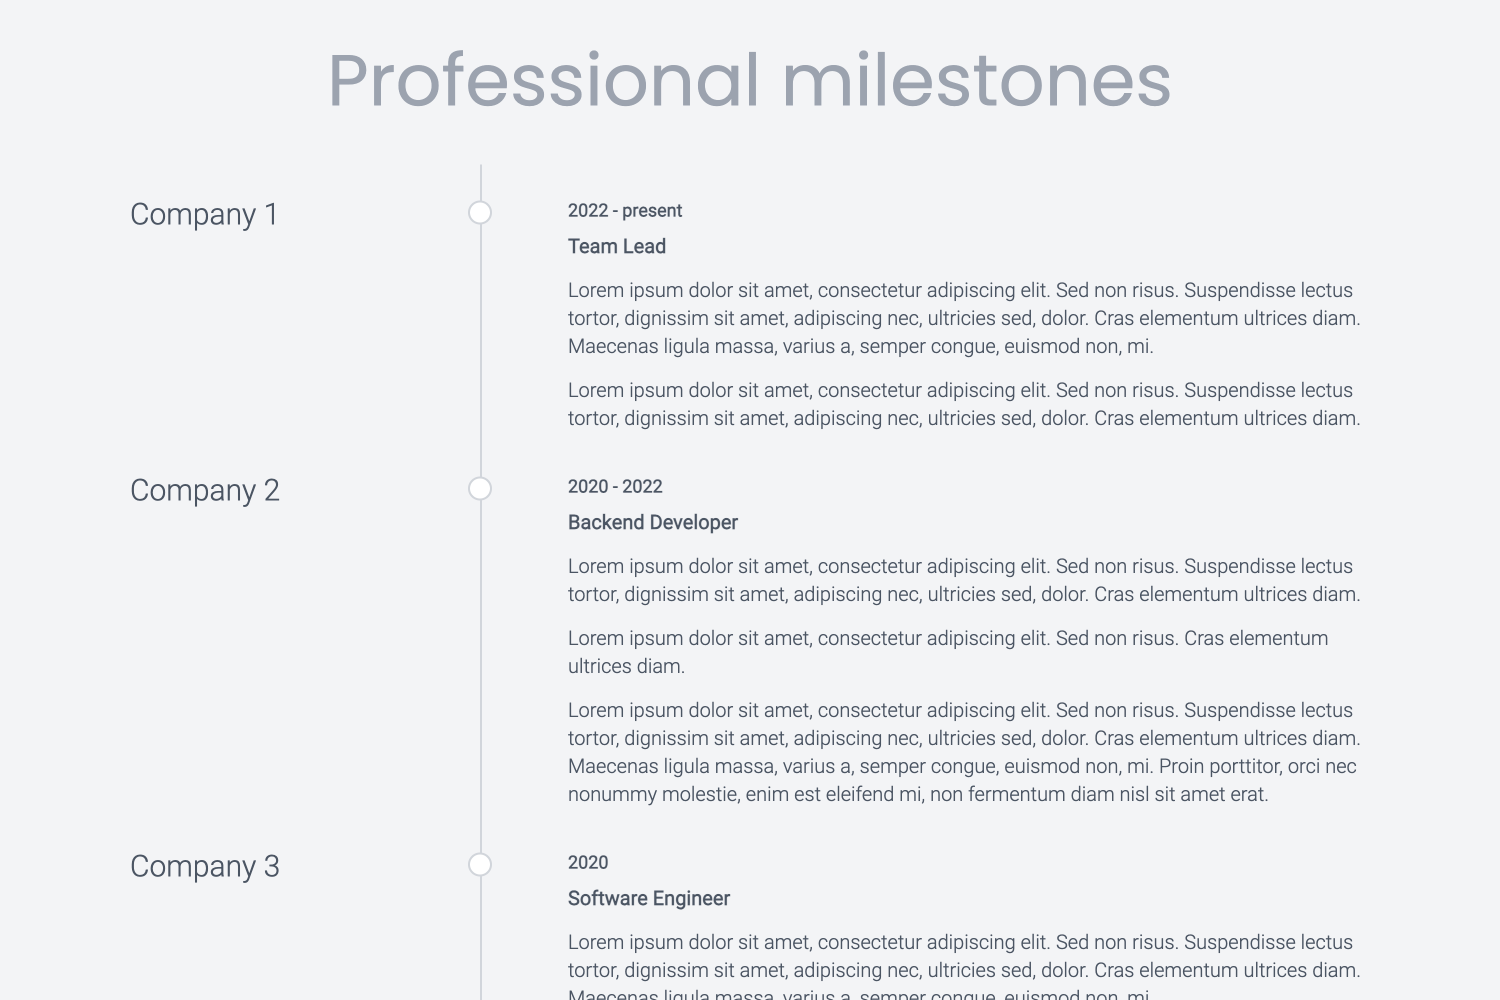 Professional milestones
Company 1
2022 - present
Team Lead
Lorem ipsum dolor sit amet, consectetur adipiscing elit. Sed non risus. Suspendisse lectus
tortor, dignissim sit amet, adipiscing nec, ultricies sed, dolor. Cras elementum ultrices diam.
Maecenas ligula massa, varius a, semper congue, euismod non, mi.
Lorem ipsum dolor sit amet, consectetur adipiscing elit. Sed non risus. Suspendisse lectus
tortor, dignissim sit amet, adipiscing nec, ultricies sed, dolor. Cras elementum ultrices diam.
Company 2
2020 - 2022
Backend Developer
Lorem ipsum dolor sit amet, consectetur adipiscing elit. Sed non risus. Suspendisse lectus
tortor, dignissim sit amet, adipiscing nec, ultricies sed, dolor. Cras elementum ultrices diam.
Lorem ipsum dolor sit amet, consectetur adipiscing elit. Sed non risus. Cras elementum
ultrices diam.
Lorem ipsum dolor sit amet, consectetur adipiscing elit. Sed non risus. Suspendisse lectus
tortor, dignissim sit amet, adipiscing nec, ultricies sed, dolor. Cras elementum ultrices diam.
Maecenas ligula massa, varius a, semper congue, euismod non, mi. Proin porttitor, orci nec
nonummy molestie, enim est eleifend mi, non fermentum diam nisl sit amet erat.
Company 3
2020
Software Engineer
Lorem ipsum dolor sit amet, consectetur adipiscing elit. Sed non risus. Suspendisse lectus
tortor, dignissim sit amet, adipiscing nec, ultricies sed, dolor. Cras elementum ultrices diam.
Maecenas ligula massa, varius a, semper congue, euismod non, mi.